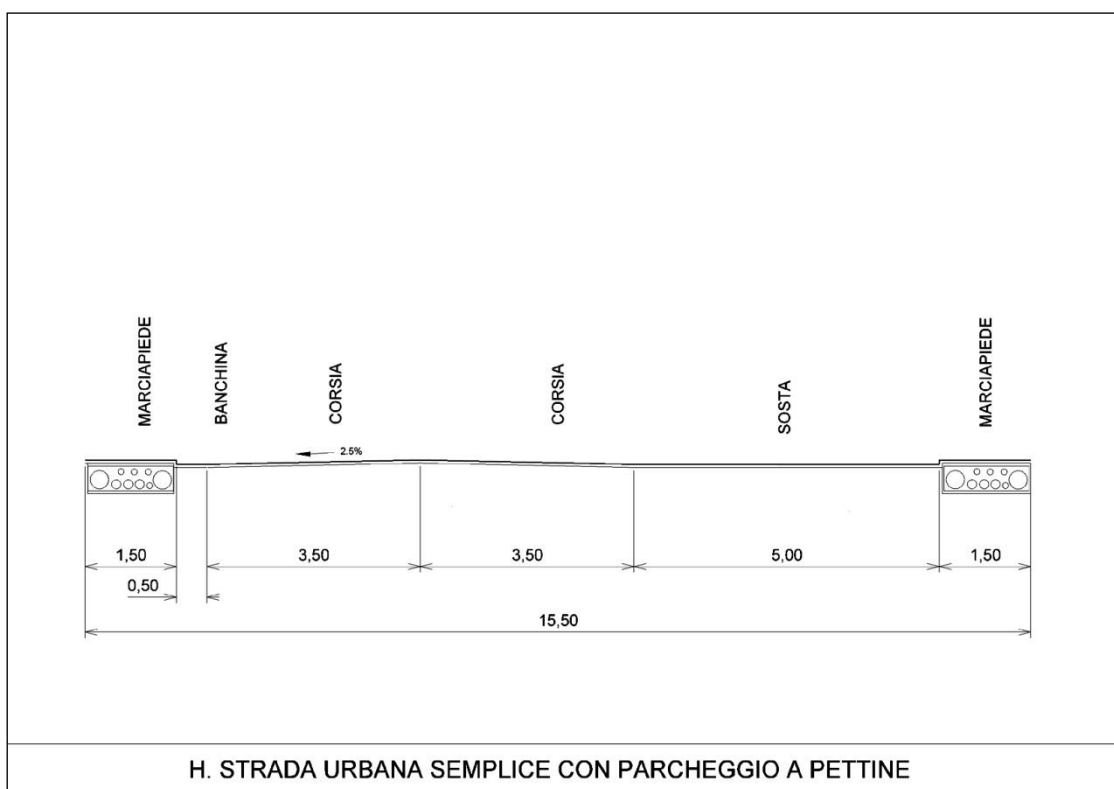 MARCIAPIEDE
BANCHINA
CORSIA
CORSIA
SOSTA
MARCIAPIEDE
2.5%
1,50
3,50
3,50
5,00
1,50
0,50
15,50
H. STRADA URBANA SEMPLICE CON PARCHEGGIO A PETTINE